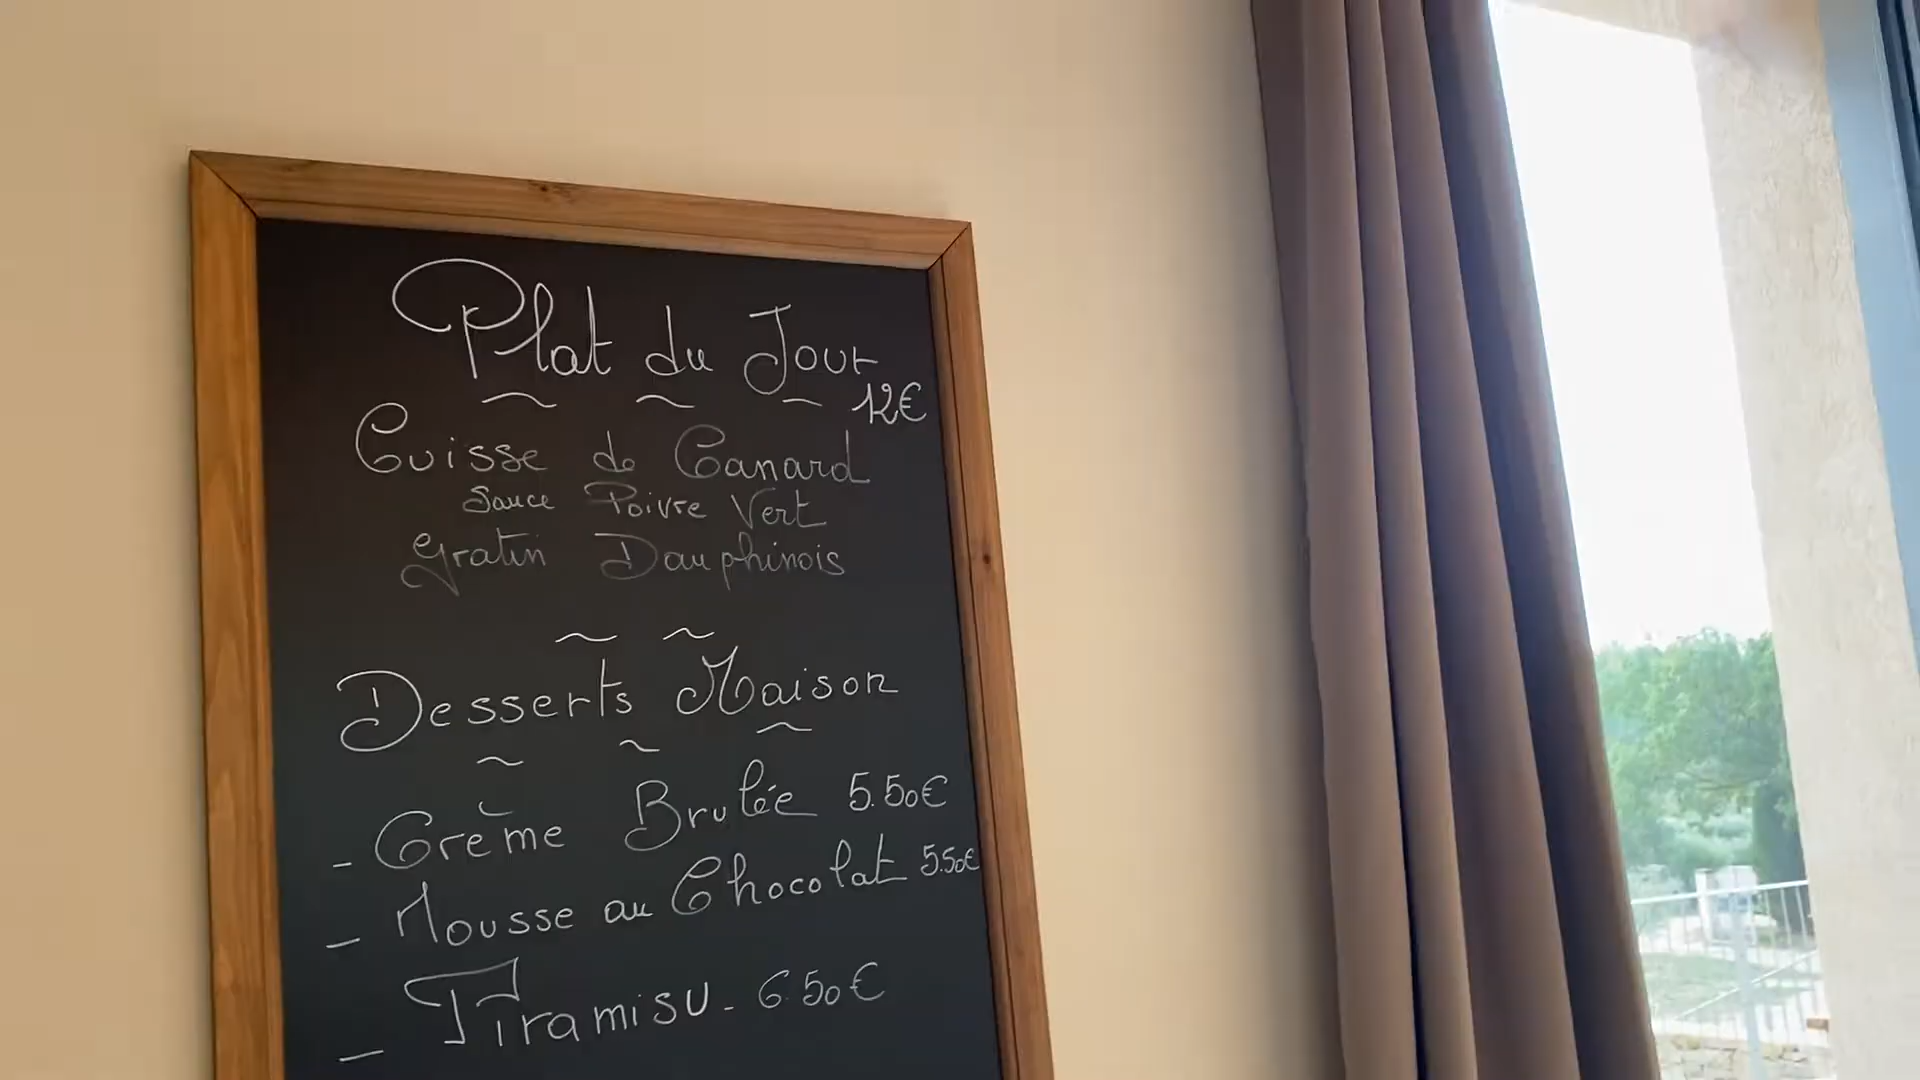 Plat du Jour
12€
Cuisse de Canard
Sauce Poivre Vert
Gratin Dauphinois
Desserts Maison
- Crème Brulée 5.50€
- Mousse au Chocolat 5.50€
- Tiramisu - 6.50€